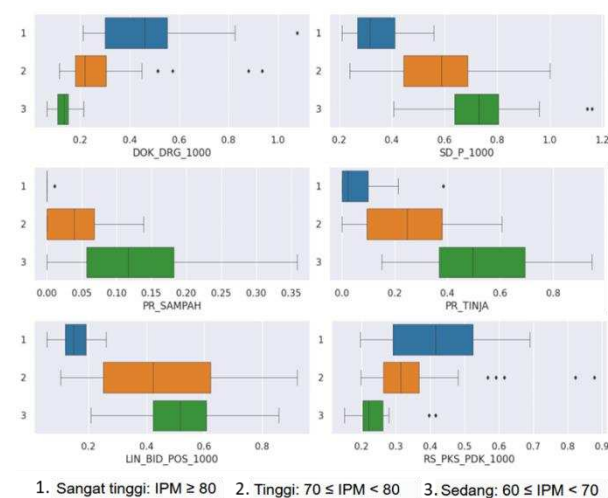 1
2
3
0.2 0.4 0.6 0.8 1.0
DOK_DRG_1000
1
2
3
0.2 0.4 0.6 0.8 1.0 1.2
SD_P_1000
1
2
3
0.00 0.05 0.10 0.15 0.20 0.25 0.30 0.35
PR_SAMPAH
1
2
3
0.0 0.2 0.4 0.6 0.8
PR_TINJA
1
2
3
0.2 0.4 0.6 0.8
LIN_BID_POS_1000
1
2
3
0.2 0.3 0.4 0.5 0.6 0.7 0.8 0.9
RS_PKS_PDK_1000
1. Sangat tinggi: IPM ≥ 80 2. Tinggi: 70 ≤ IPM < 80 3. Sedang: 60 ≤ IPM < 70